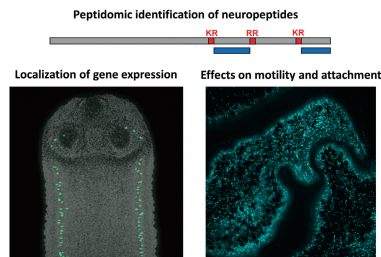 Peptidomic identification of neuropeptides
KR RR KR
Localization of gene expression
Effects on motility and attachment